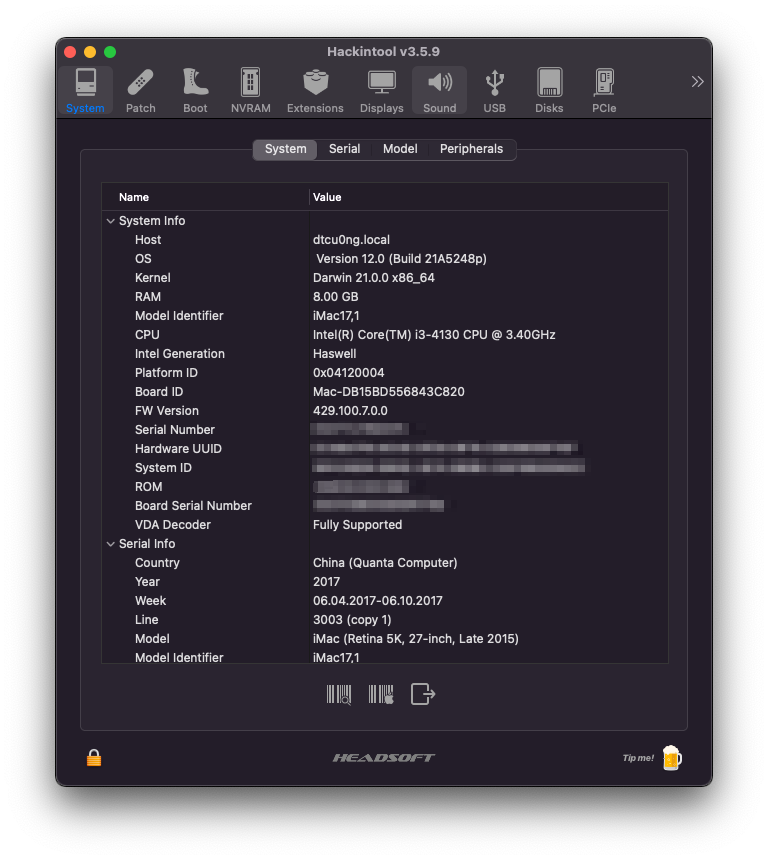 Hackintool v3.5.9
System Patch Boot NVRAM Extensions Displays Sound USB Disks PCIe
System Serial Model Peripherals
Name Value
System Info
Host dtcu0ng.local
OS Version 12.0 (Build 21A5248p)
Kernel Darwin 21.0.0 x86_64
RAM 8.00 GB
Model Identifier iMac17,1
CPU Intel(R) Core(TM) i3-4130 CPU @ 3.40GHz
Intel Generation Haswell
Platform ID 0x04120004
Board ID Mac-DB15BD556843C820
FW Version 429.100.7.0.0
Serial Number
Hardware UUID
System ID
ROM
Board Serial Number
VDA Decoder Fully Supported
Serial Info
Country China (Quanta Computer)
Year 2017
Week 06.04.2017-06.10.2017
Line 3003 (copy 1)
Model iMac (Retina 5K, 27-inch, Late 2015)
Model Identifier iMac17,1
HEADSOFT Tip me!